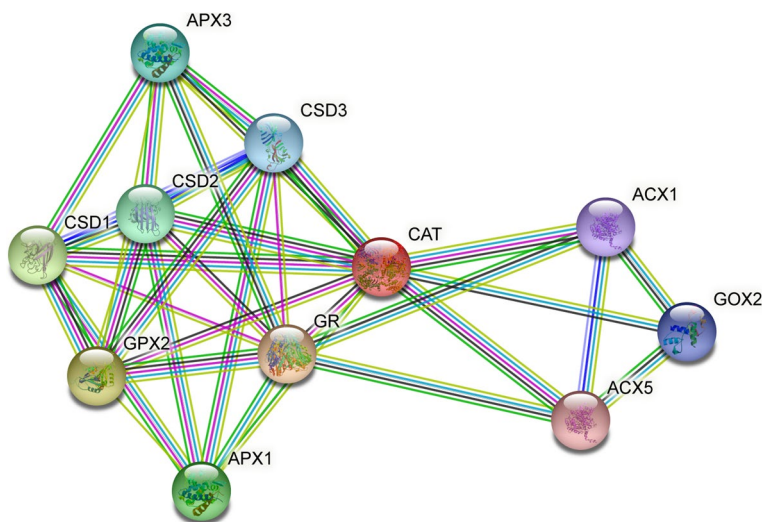 APX3
CSD3
CSD2
ACX1
CSD1
CAT
GOX2
GR
GPX2
ACX5
APX1